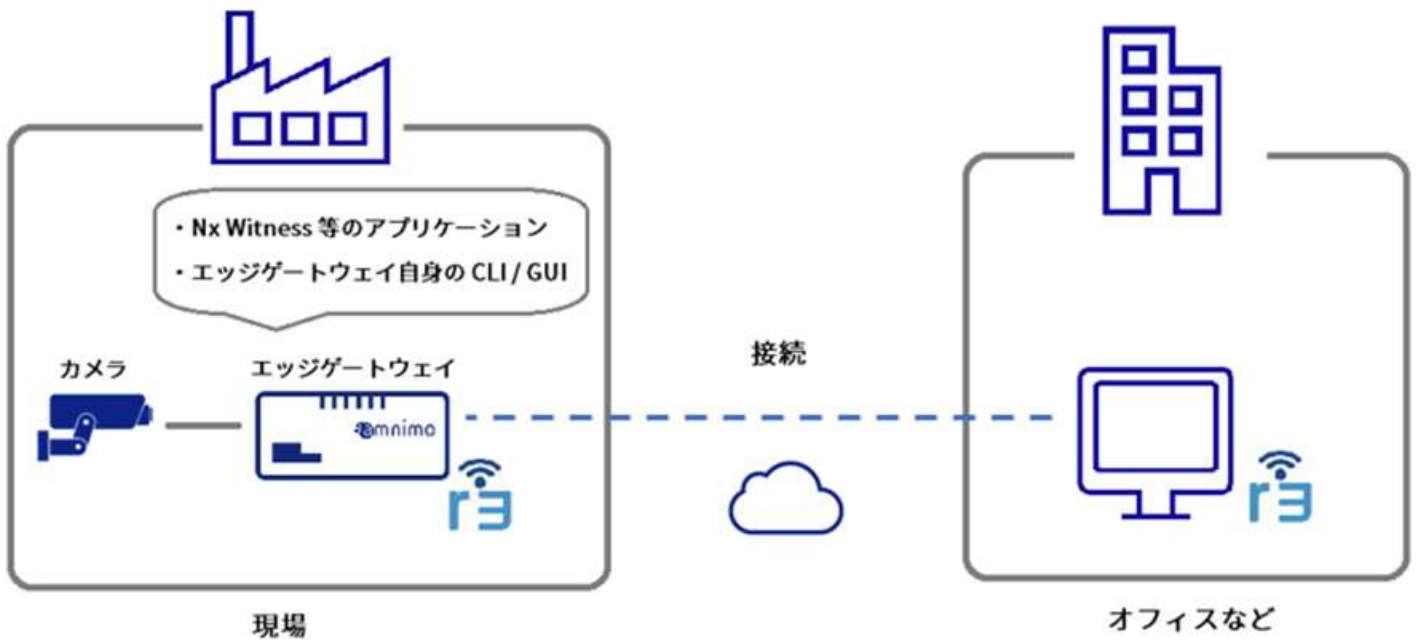 ・Nx Witness 等のアプリケーション
・エッジゲートウェイ自身の CLI / GUI
カメラ
エッジゲートウェイ
amnimo
r3
接続
r3
現場
オフィスなど